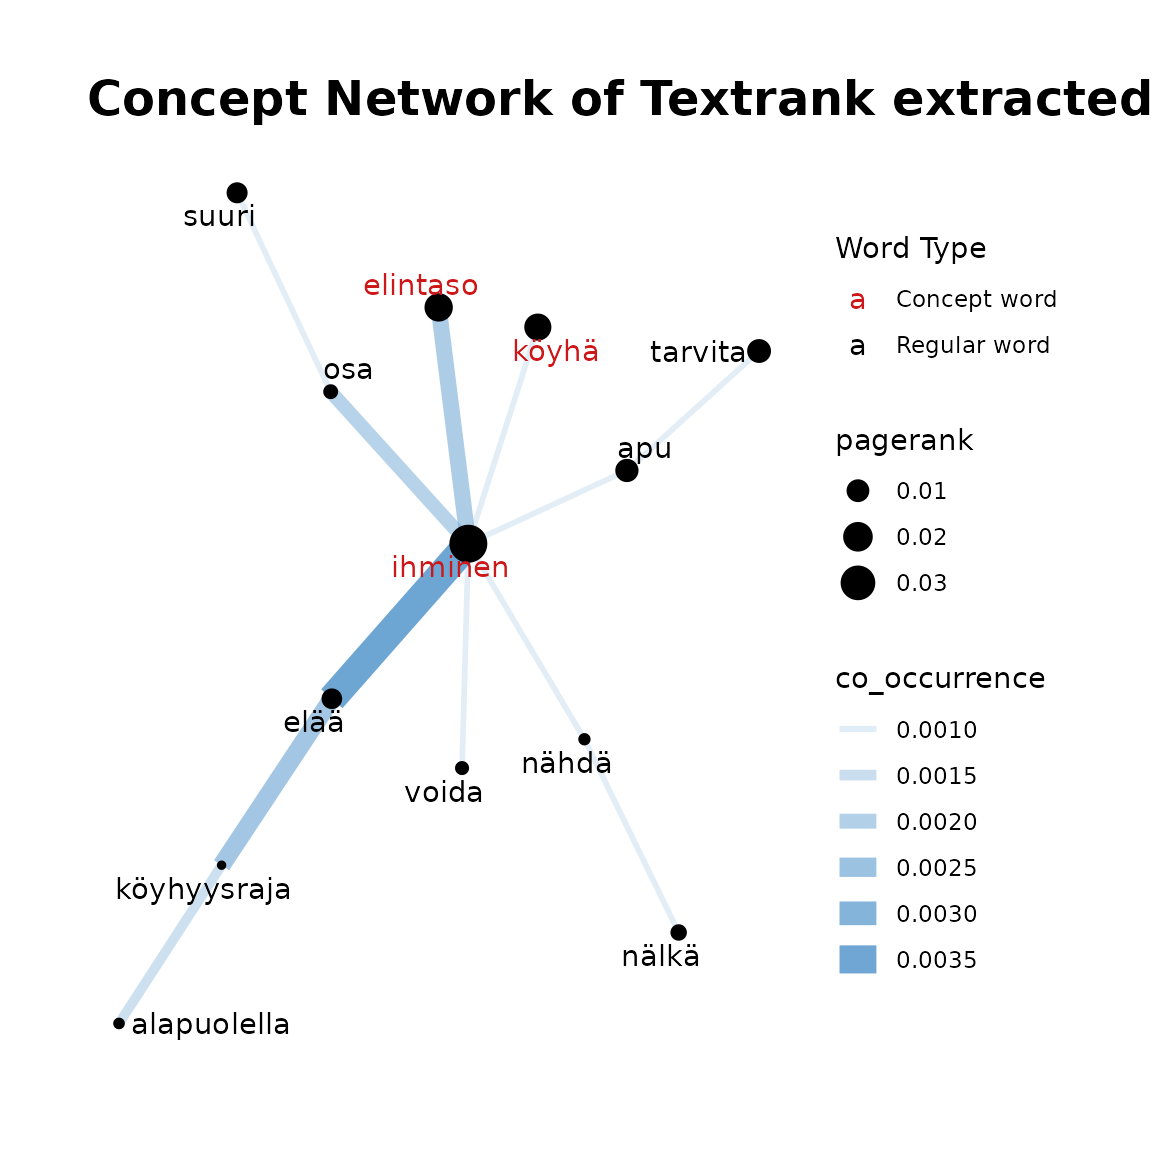 Concept Network of Textrank extracted
suuri
elintaso
köyhä
tarvita
osa
apu
ihminen
elää
voida
nähdä
köyhyysraja
nälkä
alapuolella
Word Type
a Concept word
a Regular word
pagerank
0.01
0.02
0.03
co_occurrence
0.0010
0.0015
0.0020
0.0025
0.0030
0.0035